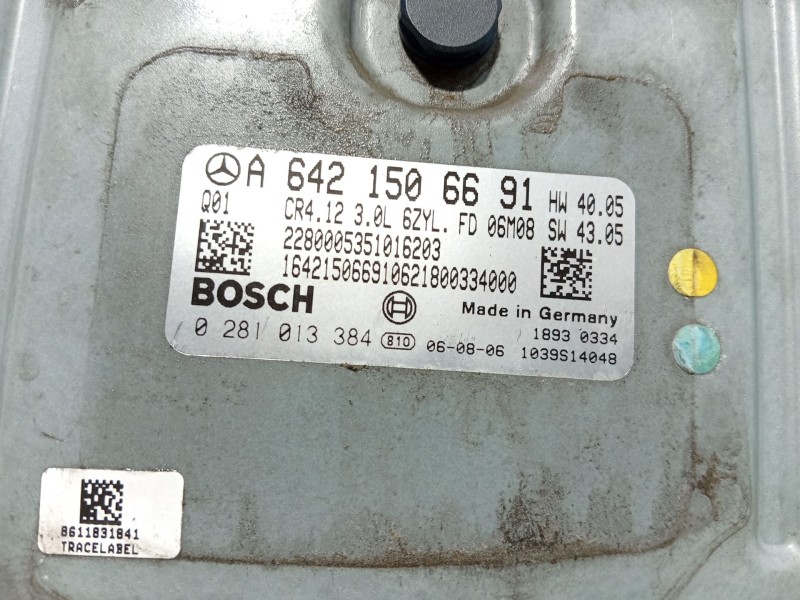 A 642 150 66 91 HW 40.05
Q01 CR4.12 3.0L 6ZYL. FD 06M08 SW 43.05
2280005351016203
164215066910621800334000
BOSCH Made in Germany
0 281 013 384 810 06-08-06 1893 0334
1039S14048
8611831841
TRACELABEL